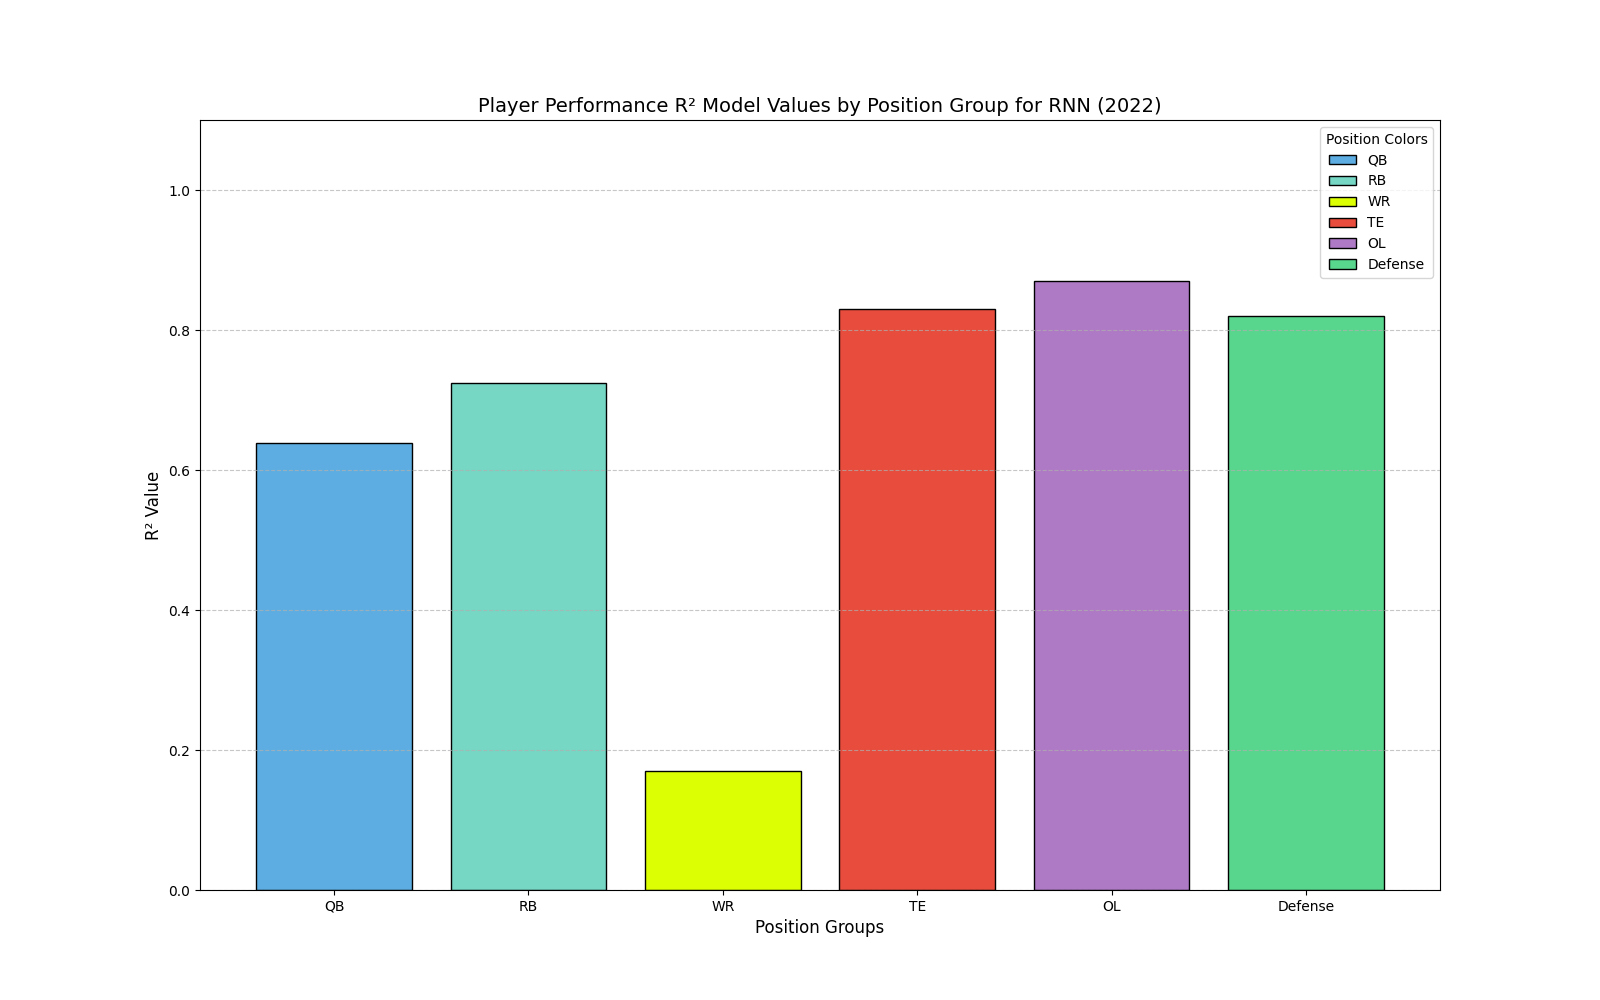 Player Performance R² Model Values by Position Group for RNN (2022)
Position Colors
QB
RB
WR
TE
OL
Defense
1.0
0.8
0.6
0.4
0.2
0.0
R² Value
QB RB WR TE OL Defense
Position Groups